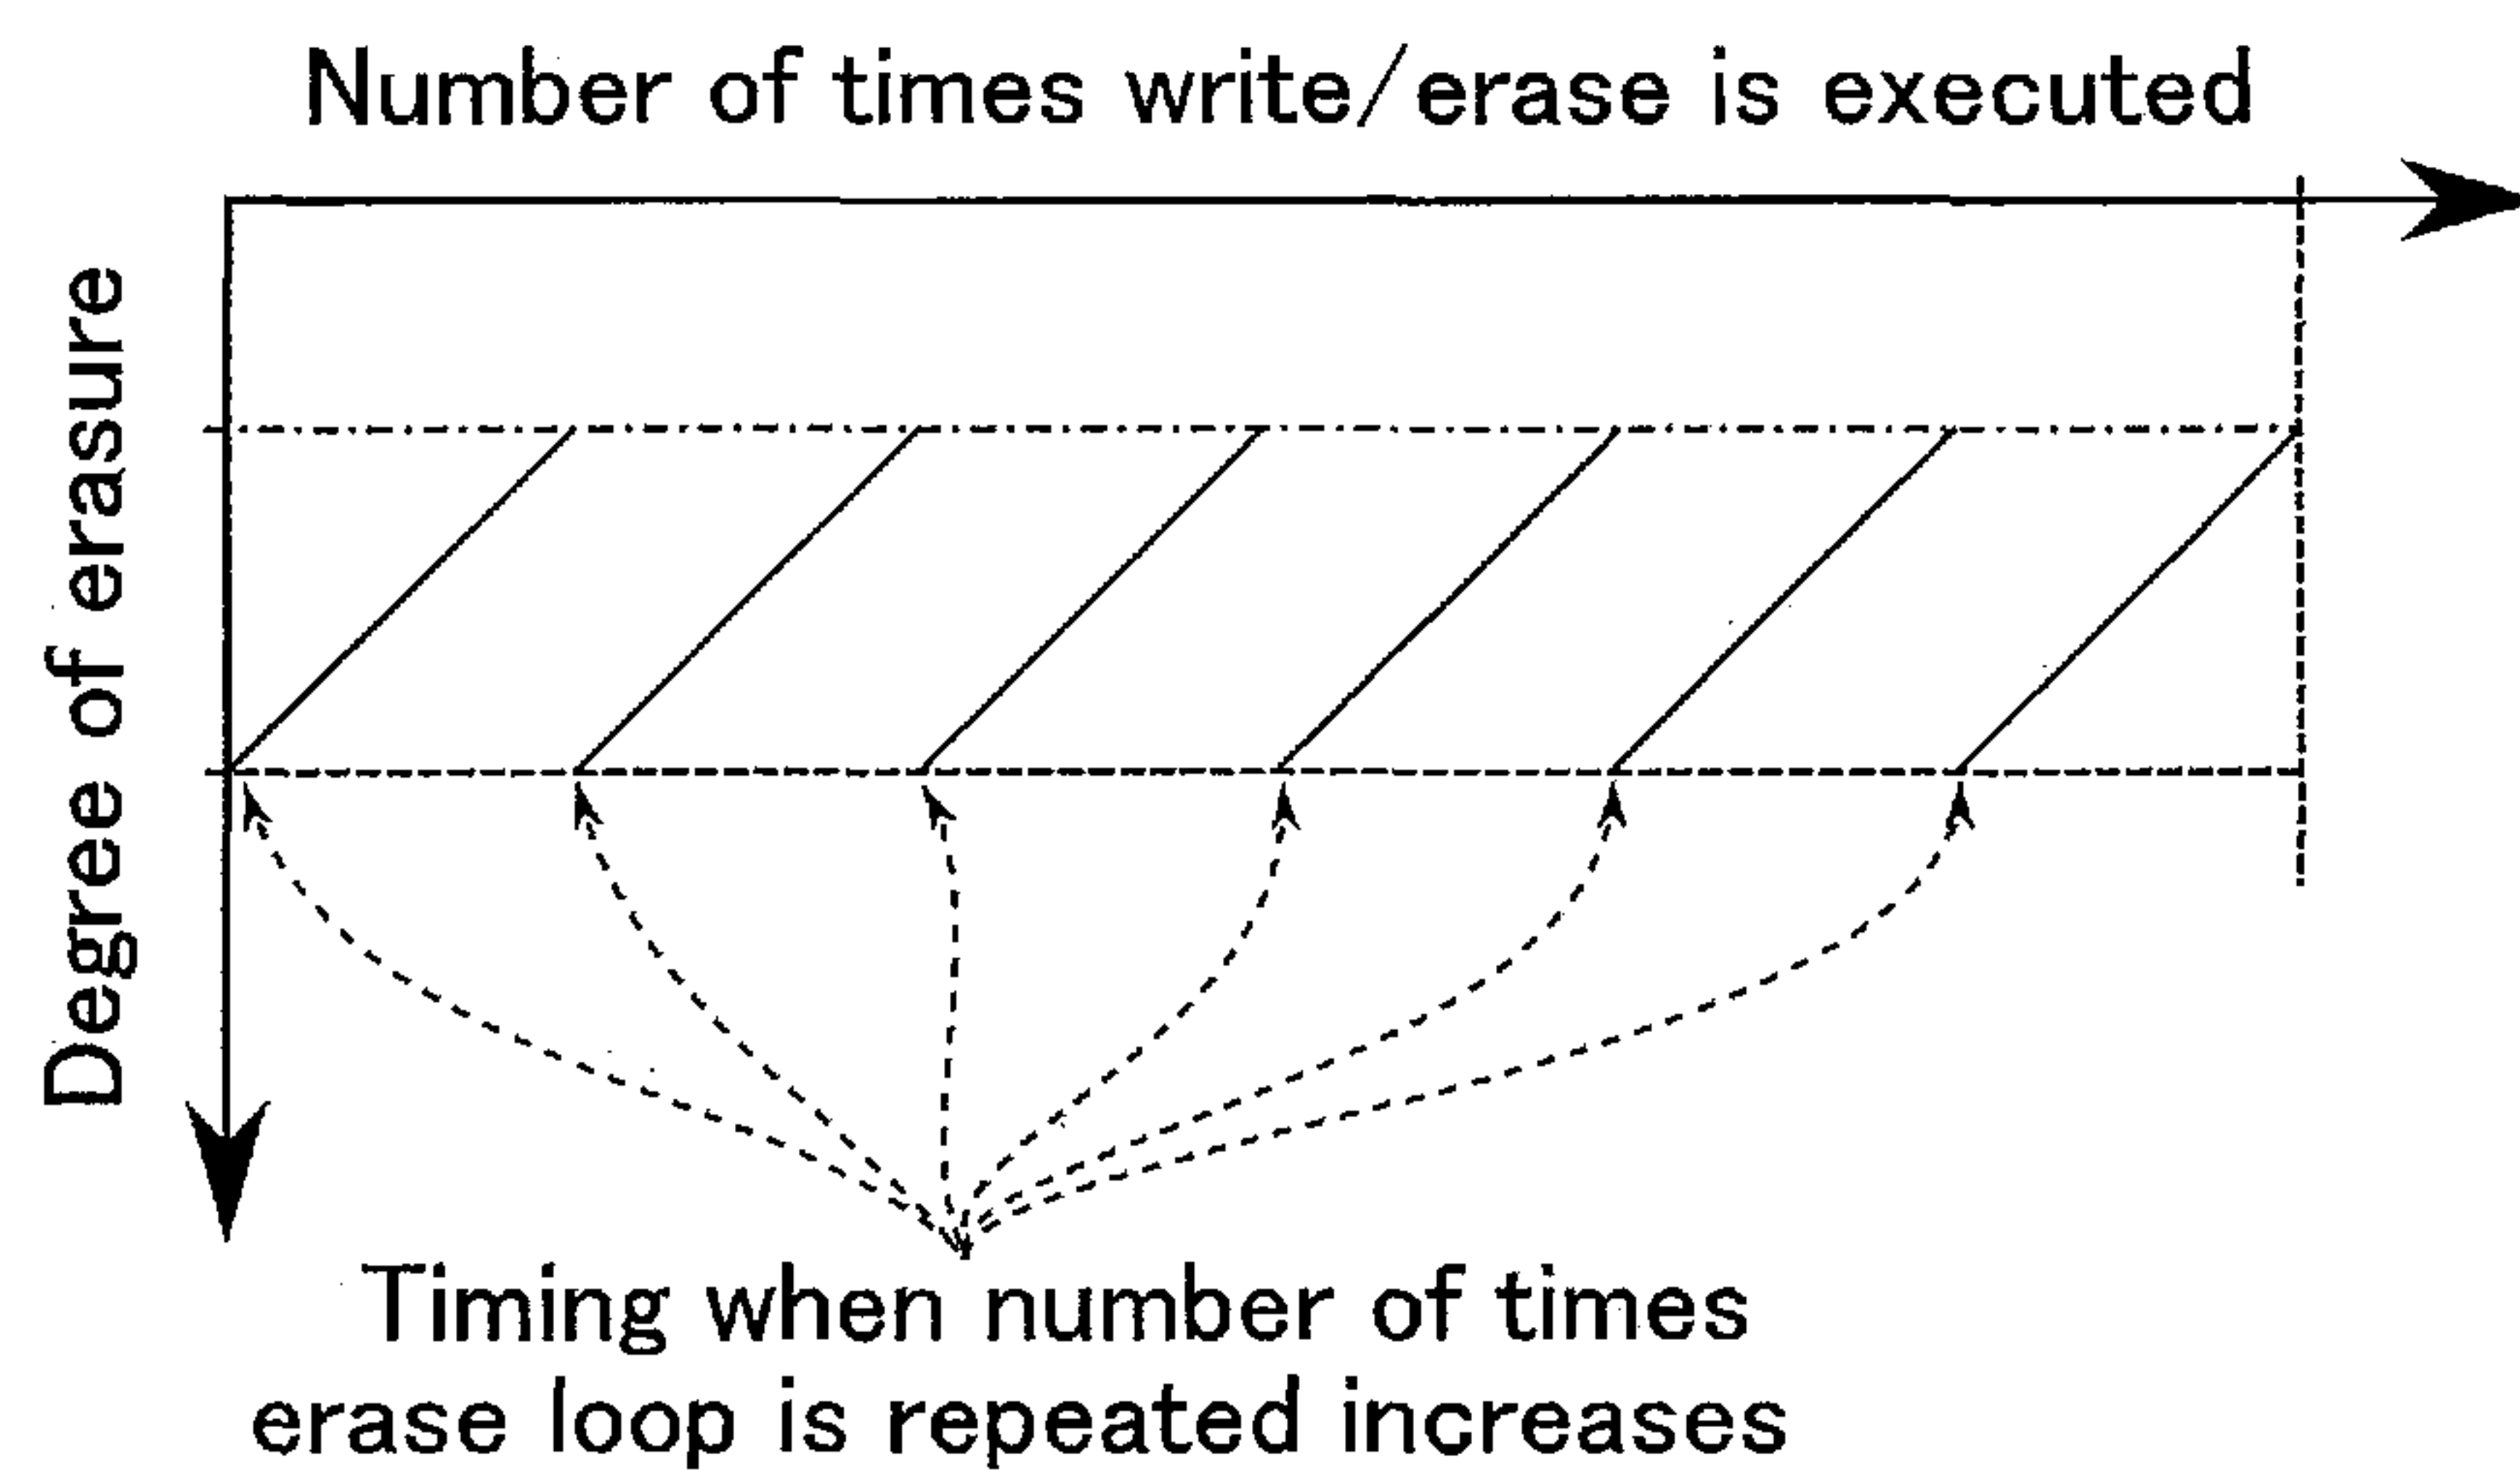 Number of times write/erase is executed
Degree of erasure
Timing when number of times
erase loop is repeated increases